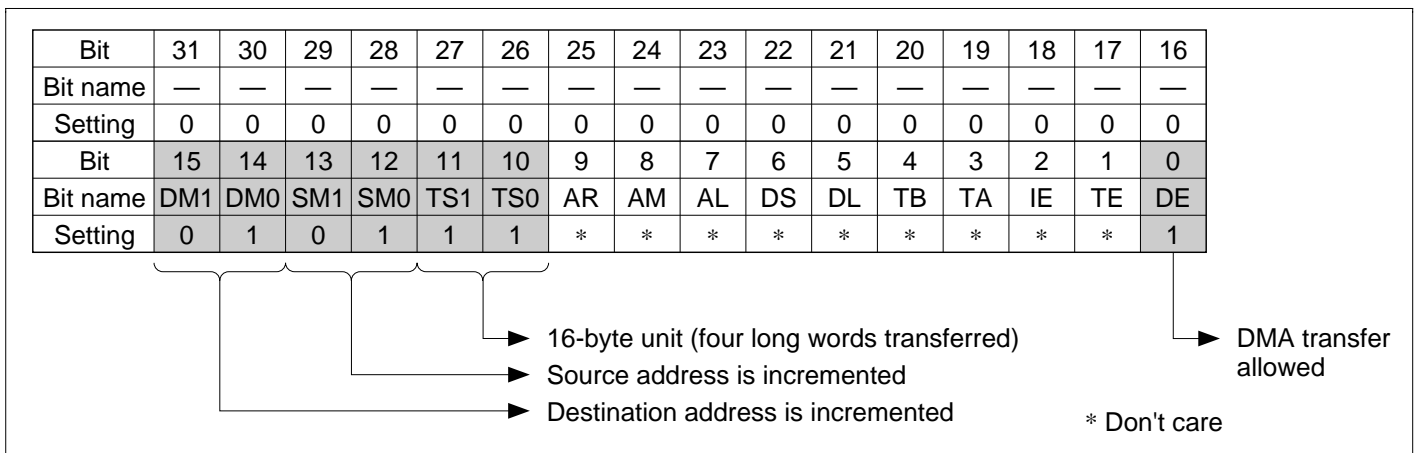 Bit 31 30 29 28 27 26 25 24 23 22 21 20 19 18 17 16
Bit name — — — — — — — — — — — — — — — —
Setting 0 0 0 0 0 0 0 0 0 0 0 0 0 0 0 0
Bit 15 14 13 12 11 10 9 8 7 6 5 4 3 2 1 0
Bit name DM1 DM0 SM1 SM0 TS1 TS0 AR AM AL DS DL TB TA IE TE DE
Setting 0 1 0 1 1 1 * * * * * * * * * 1
16-byte unit (four long words transferred)
Source address is incremented
Destination address is incremented
DMA transfer
allowed
* Don't care